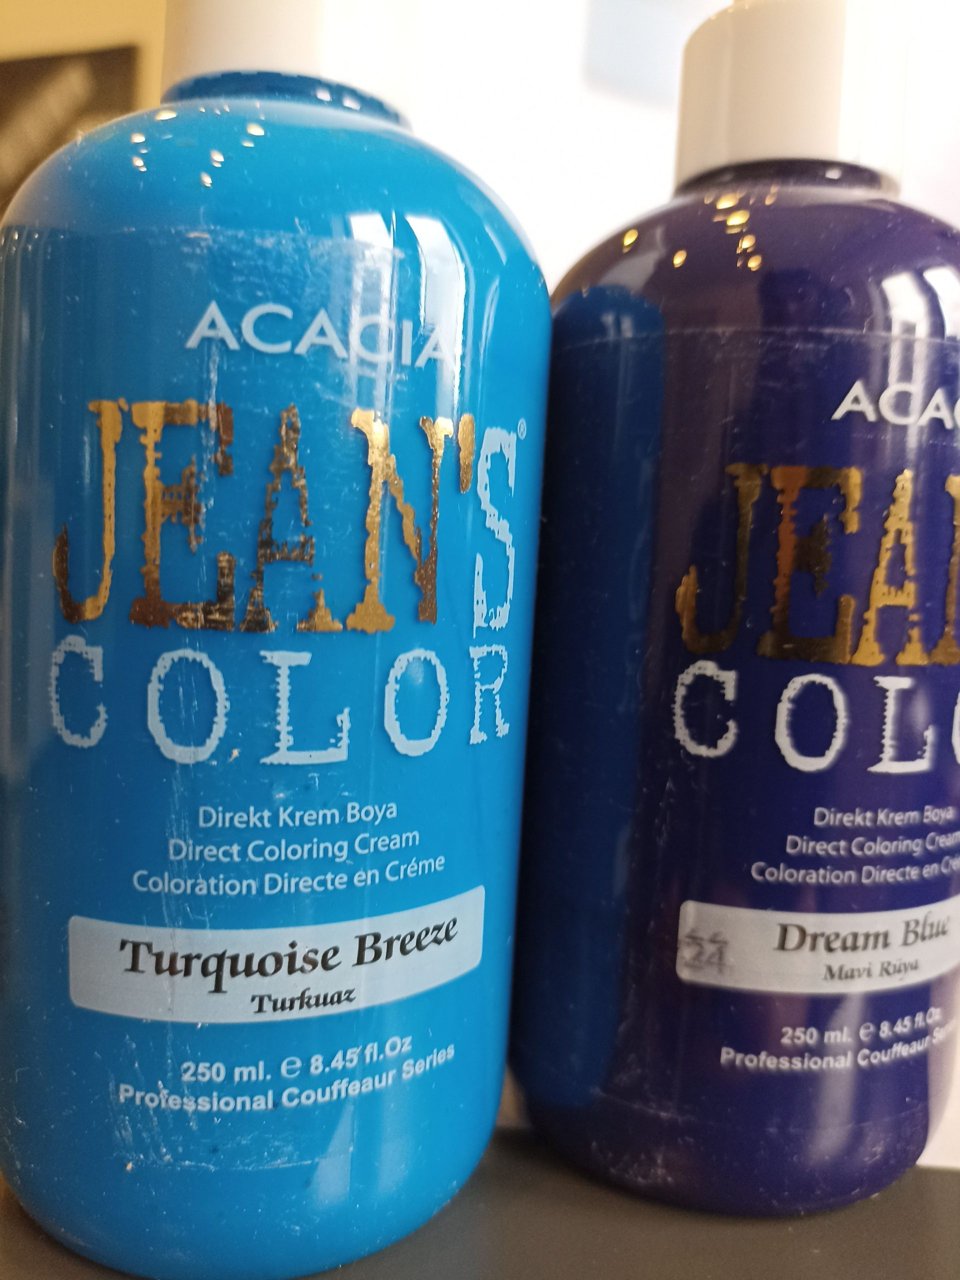 ACACIA
JEAN'S®
COLOR
Direkt Krem Boya
Direct Coloring Cream
Coloration Directe en Créme
Turquoise Breeze
Turkuaz
250 ml. e 8.45 fl.Oz
Professional Couffeaur Series
ACAC
JEAN
COLO
Direkt Krem Boya
Direct Coloring Cream
Coloration Directe en Cré
Dream Blue
Mavi Rüya
250 ml. e 8.45 fl.Oz
Professional Couffeaur